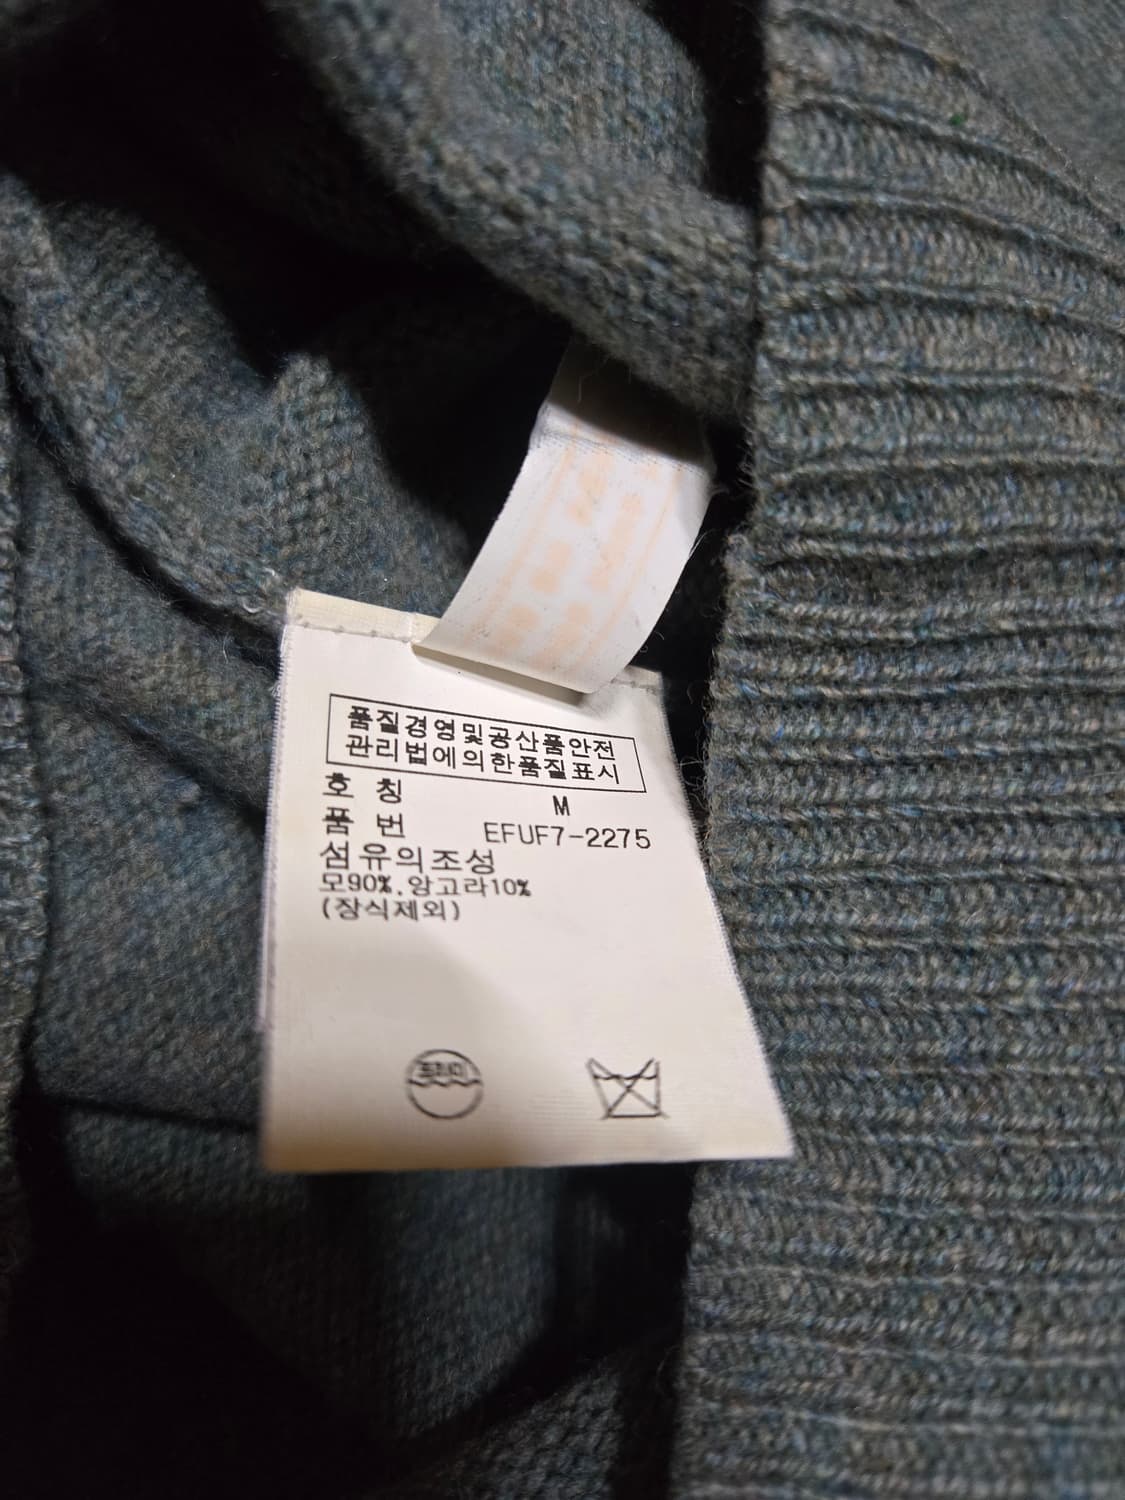 품질경영및공산품안전
관리법에의한품질표시
호 칭 M
품 번 EFUF7-2275
섬유의조성
모90%,앙고라10%
(장식제외)
드라이